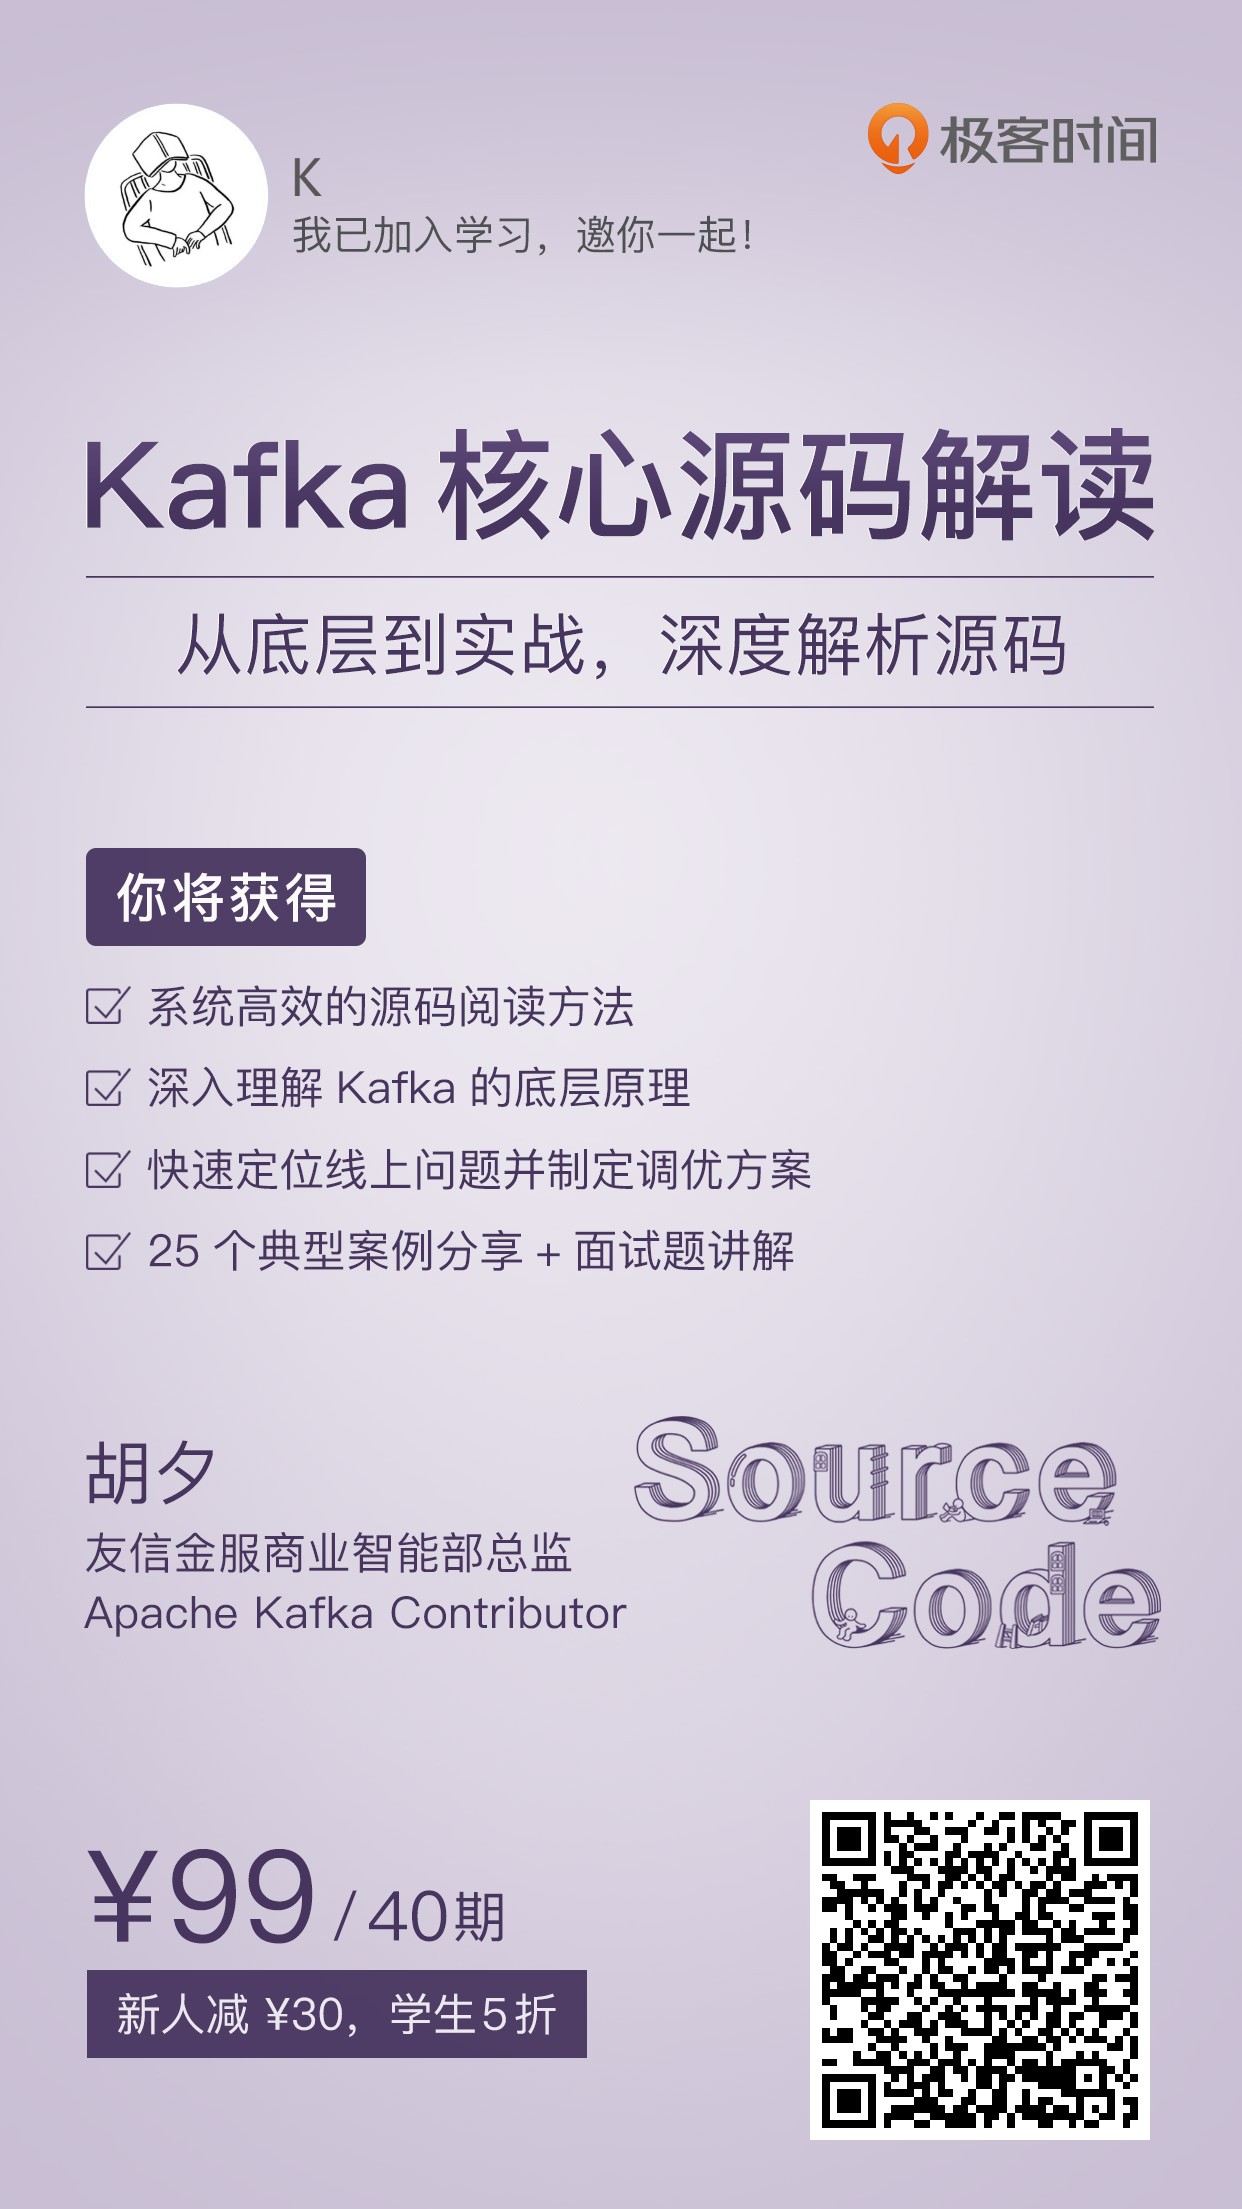 极客时间
K
我已加入学习，邀你一起！
Kafka 核心源码解读
从底层到实战，深度解析源码
你将获得
系统高效的源码阅读方法
深入理解 Kafka 的底层原理
快速定位线上问题并制定调优方案
25 个典型案例分享 + 面试题讲解
胡夕
友信金服商业智能部总监
Apache Kafka Contributor
Source
Code
¥99 / 40期
新人减 ¥30，学生5折